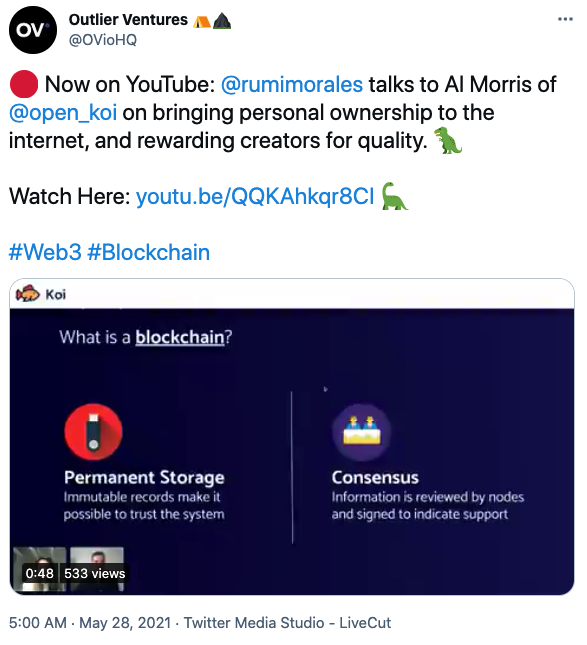 Outlier Ventures
@OVioHQ
Now on YouTube: @rumimorales talks to Al Morris of
@open_koi on bringing personal ownership to the
internet, and rewarding creators for quality.
Watch Here: youtu.be/QQKAhkqr8CI
#Web3 #Blockchain
Koi
What is a blockchain?
Permanent Storage
Immutable records make it
possible to trust the system
Consensus
Information is reviewed by nodes
and signed to indicate support
0:48 533 views
5:00 AM · May 28, 2021 · Twitter Media Studio - LiveCut
OV